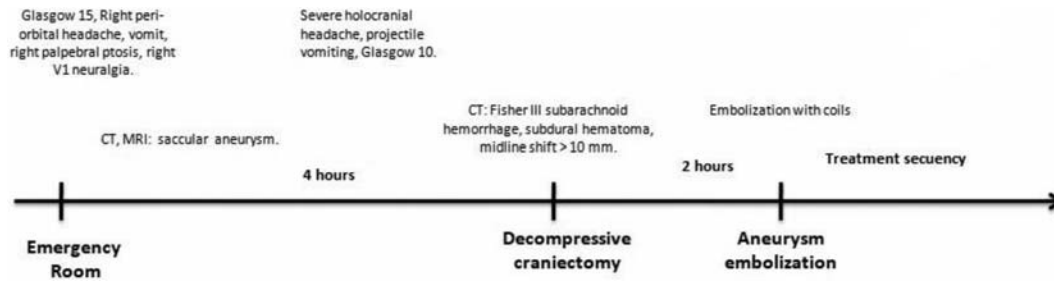 Glasgow 15, Right peri-
orbital headache, vomit,
right palpebral ptosis, right
V1 neuralgia.
Severe holocranial
headache, projectile
vomiting, Glasgow 10.
CT, MRI: saccular aneurysm.
CT: Fisher III subarachnoid
hemorrhage, subdural hematoma,
midline shift > 10 mm.
Embolization with coils
4 hours
2 hours
Treatment secuency
Emergency
Room
Decompressive
craniectomy
Aneurysm
embolization